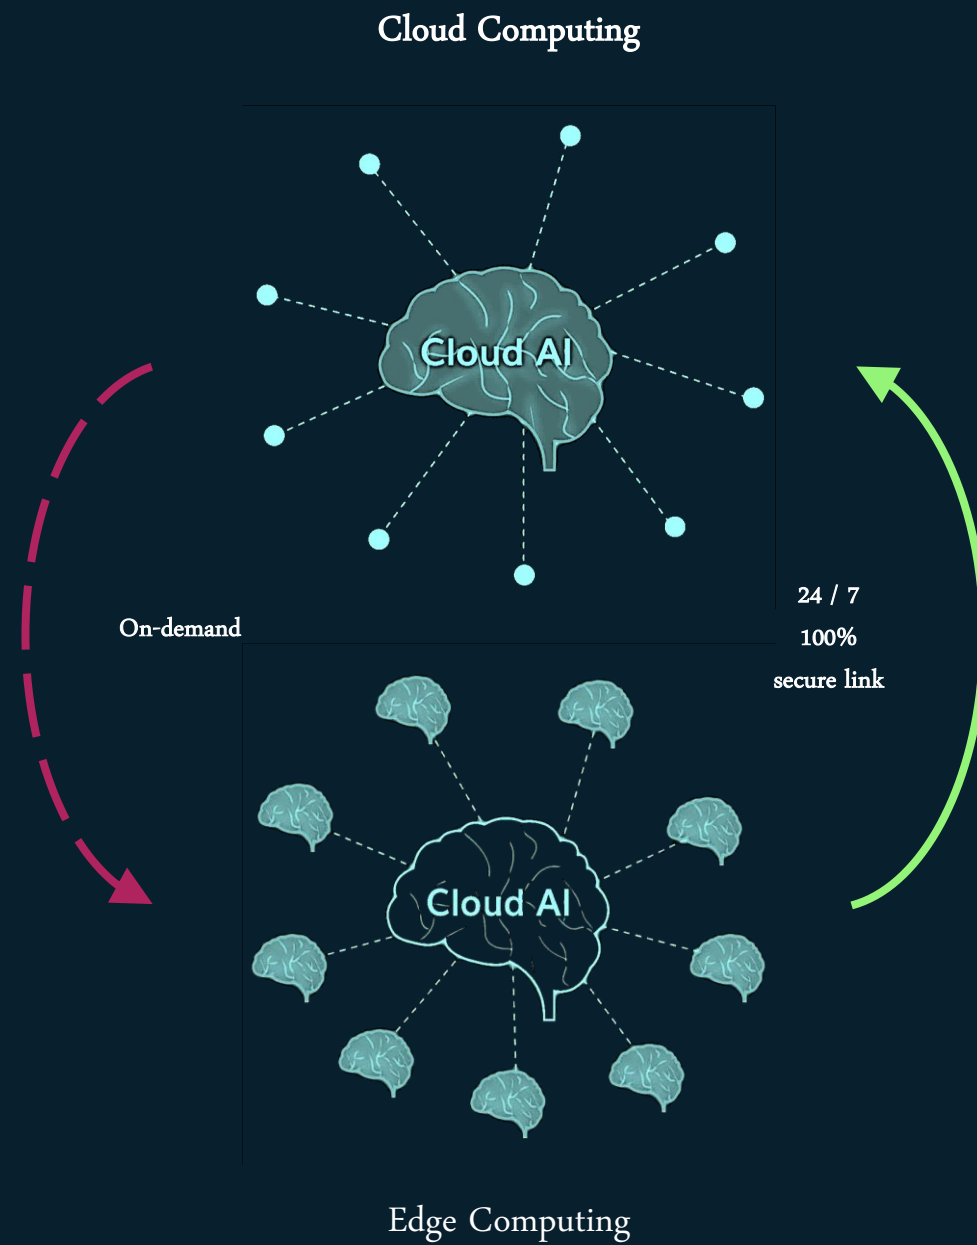 Cloud Computing
Cloud AI
24 / 7
On-demand
100%
secure link
Cloud AI
Edge Computing